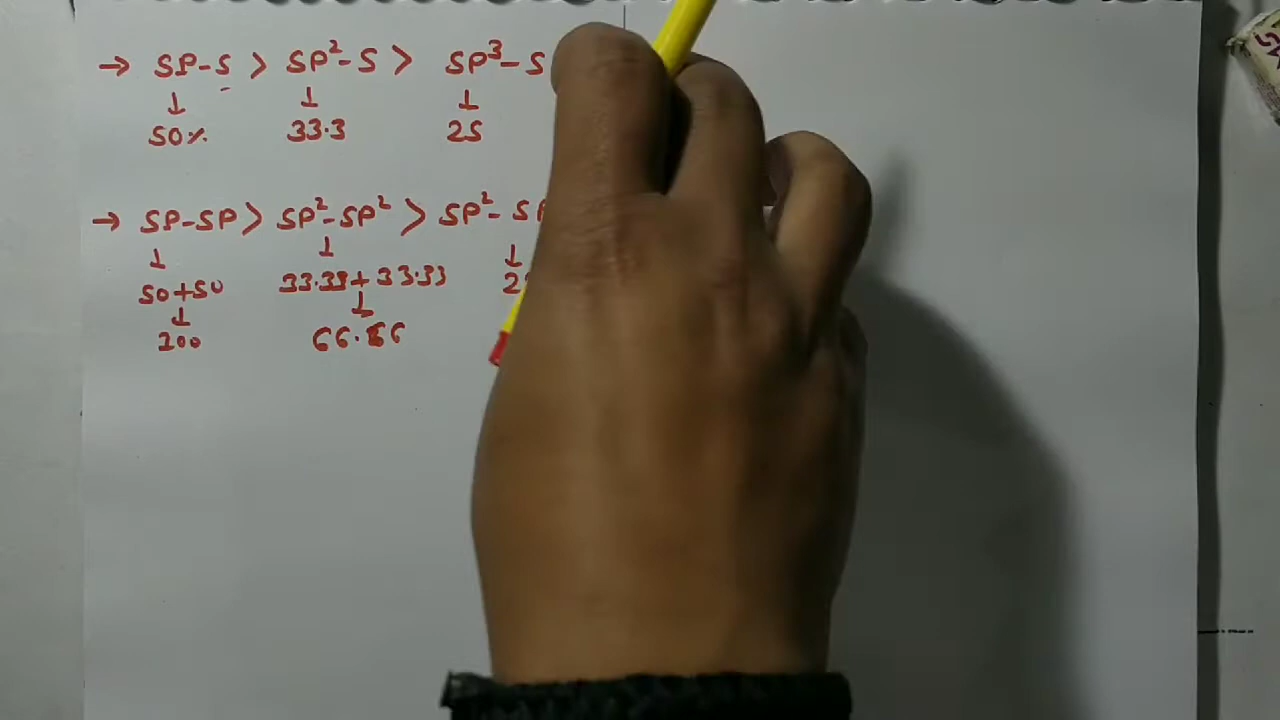 → SP-S > SP²-S > SP³-S
↓ ↓ ↓
50% 33.3 25
→ SP-SP > SP²-SP² > SP²-
↓ ↓ ↓
50+50 33.33+33.33
↓ ↓
100 66.66